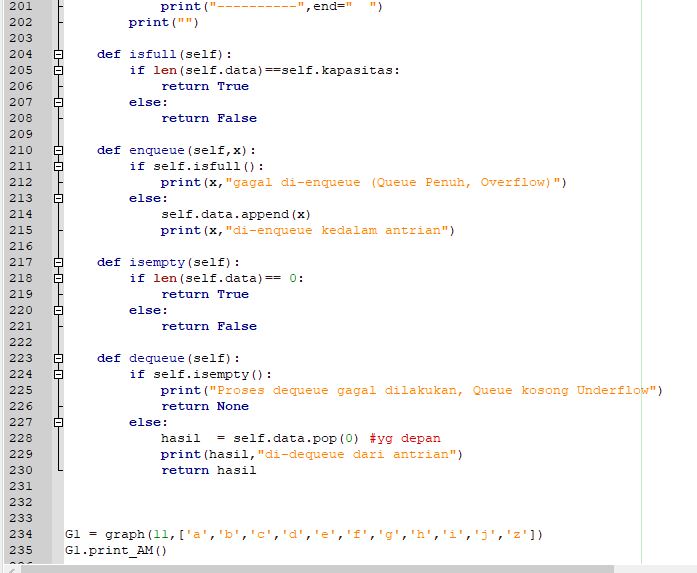 201 print("----------",end="  ")
202 print("")
203
204 def isfull(self):
205 if len(self.data)==self.kapasitas:
206 return True
207 else:
208 return False
209
210 def enqueue(self,x):
211 if self.isfull():
212 print(x,"gagal di-enqueue (Queue Penuh, Overflow)")
213 else:
214 self.data.append(x)
215 print(x,"di-enqueue kedalam antrian")
216
217 def isempty(self):
218 if len(self.data)== 0:
219 return True
220 else:
221 return False
222
223 def dequeue(self):
224 if self.isempty():
225 print("Proses dequeue gagal dilakukan, Queue kosong Underflow")
226 return None
227 else:
228 hasil  = self.data.pop(0) #yg depan
229 print(hasil,"di-dequeue dari antrian")
230 return hasil
231
232
233
234 G1 = graph(11,['a','b','c','d','e','f','g','h','i','j','z'])
235 G1.print_AM()